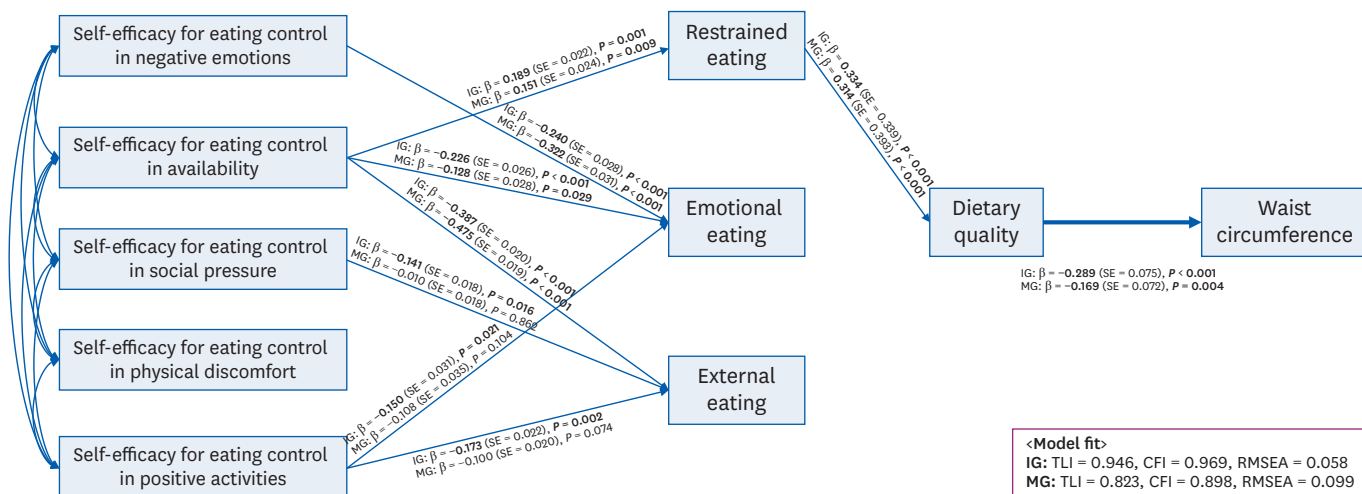 Self-efficacy for eating control
in negative emotions
Self-efficacy for eating control
in availability
Self-efficacy for eating control
in social pressure
Self-efficacy for eating control
in physical discomfort
Self-efficacy for eating control
in positive activities
IG: β = 0.189 (SE = 0.022), P = 0.001
MG: β = 0.151 (SE = 0.024), P = 0.009
IG: β = −0.240 (SE = 0.028), P < 0.001
MG: β = −0.322 (SE = 0.031), P < 0.001
IG: β = −0.226 (SE = 0.026), P < 0.001
MG: β = −0.128 (SE = 0.028), P = 0.029
IG: β = −0.387 (SE = 0.020), P < 0.001
MG: β = −0.475 (SE = 0.019), P < 0.001
IG: β = −0.141 (SE = 0.018), P = 0.016
MG: β = −0.010 (SE = 0.018), P = 0.862
IG: β = −0.150 (SE = 0.031), P = 0.021
MG: β = −0.108 (SE = 0.035), P = 0.104
IG: β = −0.173 (SE = 0.022), P = 0.002
MG: β = −0.100 (SE = 0.020), P = 0.074
Restrained
eating
Emotional
eating
External
eating
IG: β = 0.334 (SE = 0.339), P < 0.001
MG: β = 0.314 (SE = 0.393), P < 0.001
Dietary
quality
Waist
circumference
IG: β = −0.289 (SE = 0.075), P < 0.001
MG: β = −0.169 (SE = 0.072), P = 0.004
<Model fit>
IG: TLI = 0.946, CFI = 0.969, RMSEA = 0.058
MG: TLI = 0.823, CFI = 0.898, RMSEA = 0.099